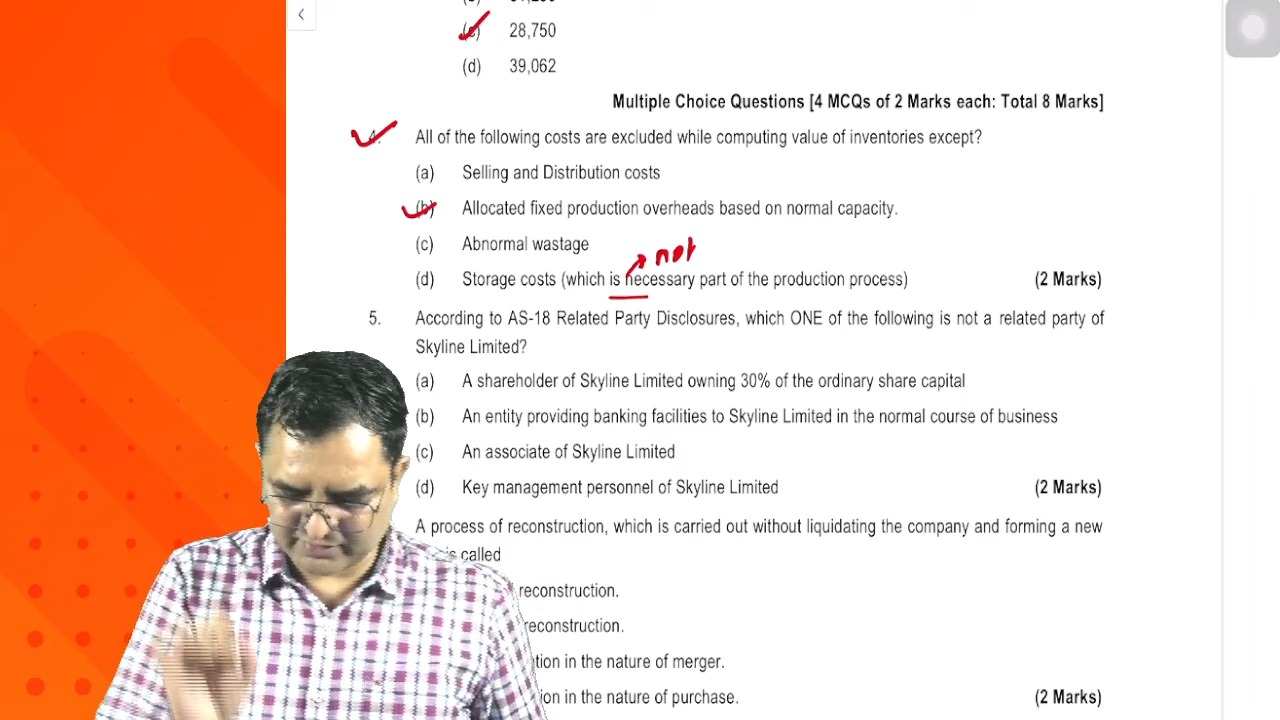 (c) 28,750
(d) 39,062
Multiple Choice Questions [4 MCQs of 2 Marks each: Total 8 Marks]
4. All of the following costs are excluded while computing value of inventories except?
(a) Selling and Distribution costs
(b) Allocated fixed production overheads based on normal capacity.
(c) Abnormal wastage
not
(d) Storage costs (which is necessary part of the production process) (2 Marks)
5. According to AS-18 Related Party Disclosures, which ONE of the following is not a related party of
Skyline Limited?
(a) A shareholder of Skyline Limited owning 30% of the ordinary share capital
(b) An entity providing banking facilities to Skyline Limited in the normal course of business
(c) An associate of Skyline Limited
(d) Key management personnel of Skyline Limited (2 Marks)
A process of reconstruction, which is carried out without liquidating the company and forming a new
is called
reconstruction.
reconstruction.
in the nature of merger.
in the nature of purchase. (2 Marks)